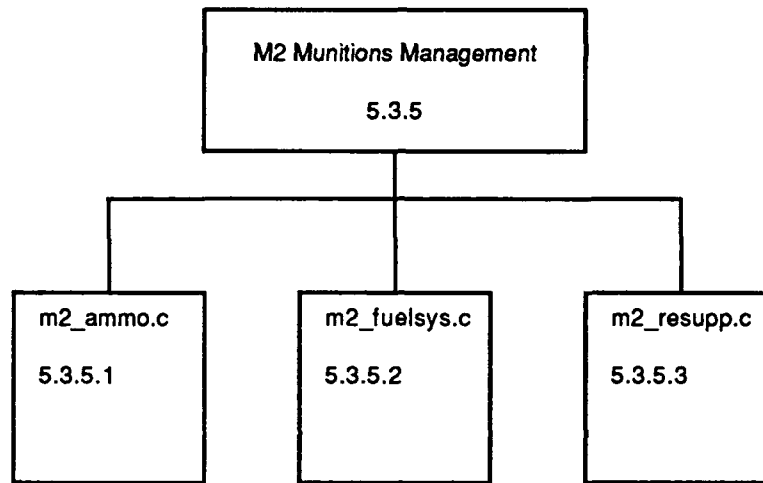 M2 Munitions Management
5.3.5
m2_ammo.c
5.3.5.1
m2_fuelsys.c
5.3.5.2
m2_resupp.c
5.3.5.3